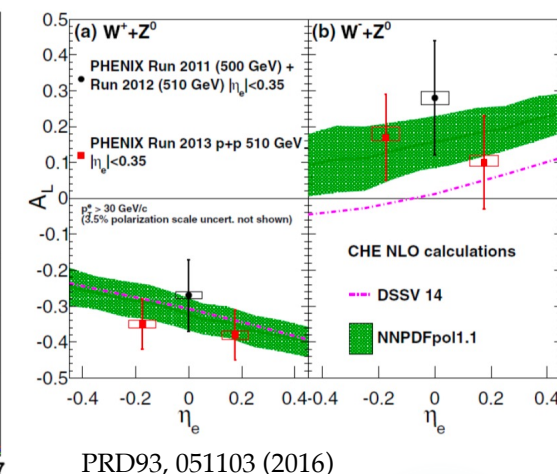 (a) W++Z0
(b) W-+Z0
PHENIX Run 2011 (500 GeV) +
Run 2012 (510 GeV) |ηe|<0.35
PHENIX Run 2013 p+p 510 GeV
|ηe|<0.35
pTe > 30 GeV/c
(3.5% polarization scale uncert. not shown)
CHE NLO calculations
DSSV 14
NNPDFpol1.1
AL
0.5
0.4
0.3
0.2
0.1
0
-0.1
-0.2
-0.3
-0.4
-0.5
-0.4 -0.2 0 0.2 0.4 -0.4 -0.2 0 0.2 0.4
ηe ηe
PRD93, 051103 (2016)